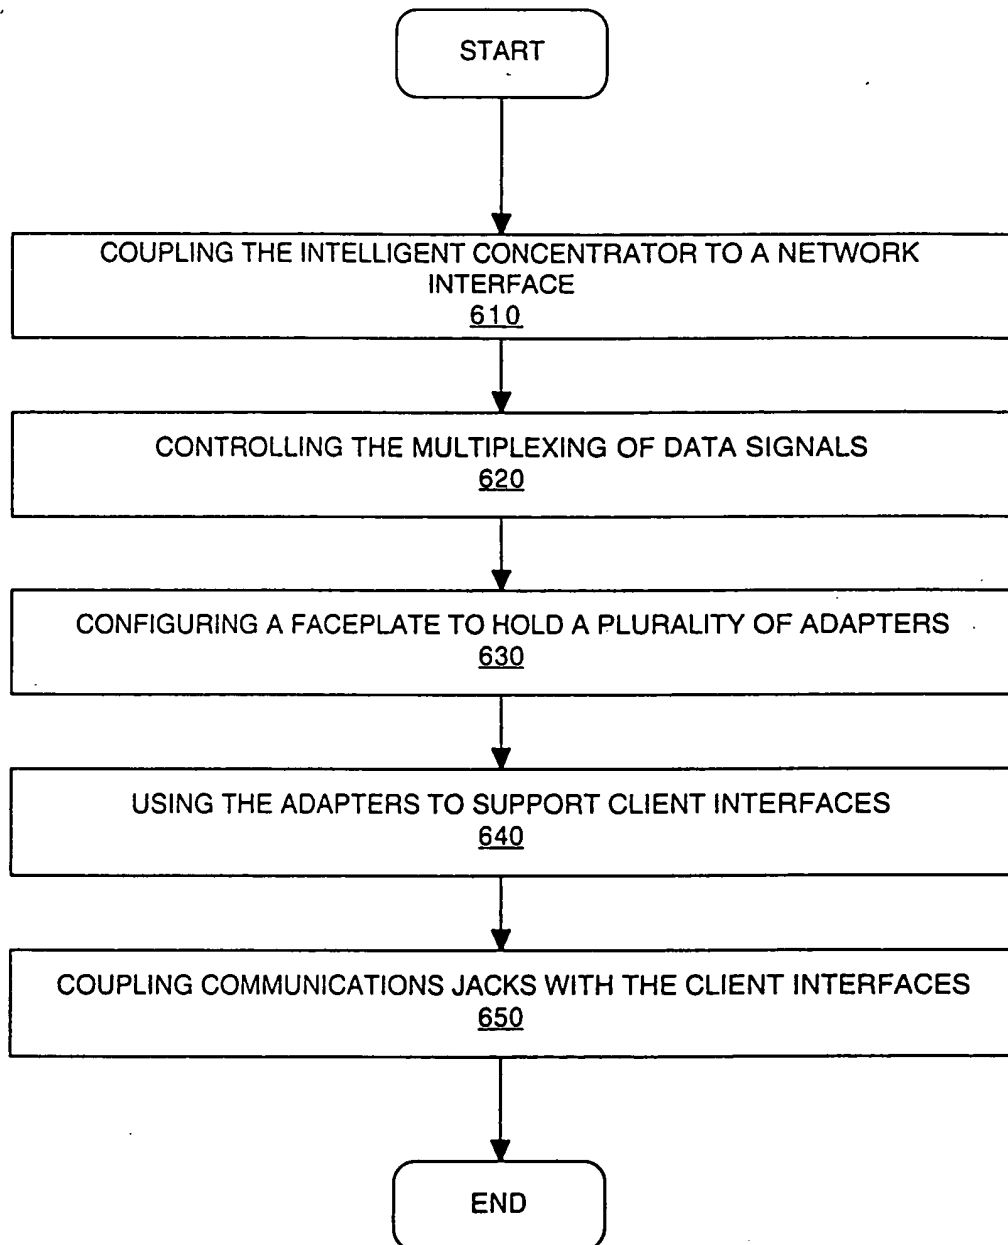 START
COUPLING THE INTELLIGENT CONCENTRATOR TO A NETWORK
INTERFACE
610
CONTROLLING THE MULTIPLEXING OF DATA SIGNALS
620
CONFIGURING A FACEPLATE TO HOLD A PLURALITY OF ADAPTERS
630
USING THE ADAPTERS TO SUPPORT CLIENT INTERFACES
640
COUPLING COMMUNICATIONS JACKS WITH THE CLIENT INTERFACES
650
END